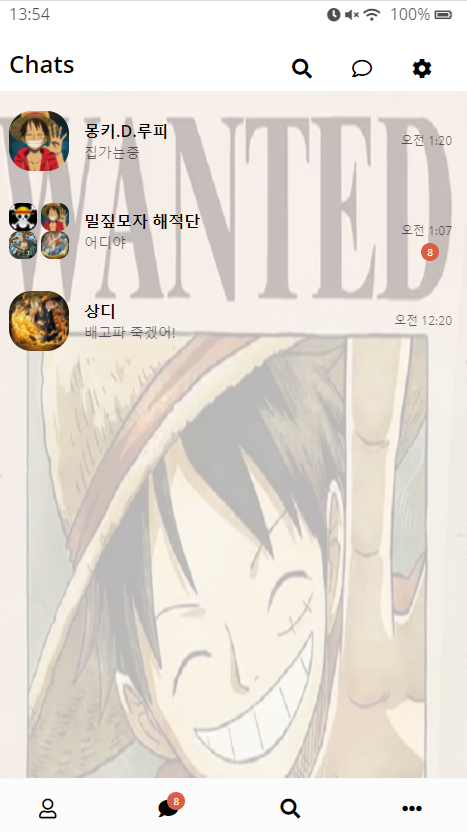 13:54 100%
Chats
몽키.D.루피
오전 1:20
집가는중
밀짚모자 해적단
오전 1:07
어디야
8
상디
오전 12:20
배고파 죽겠어!
WANTED
8